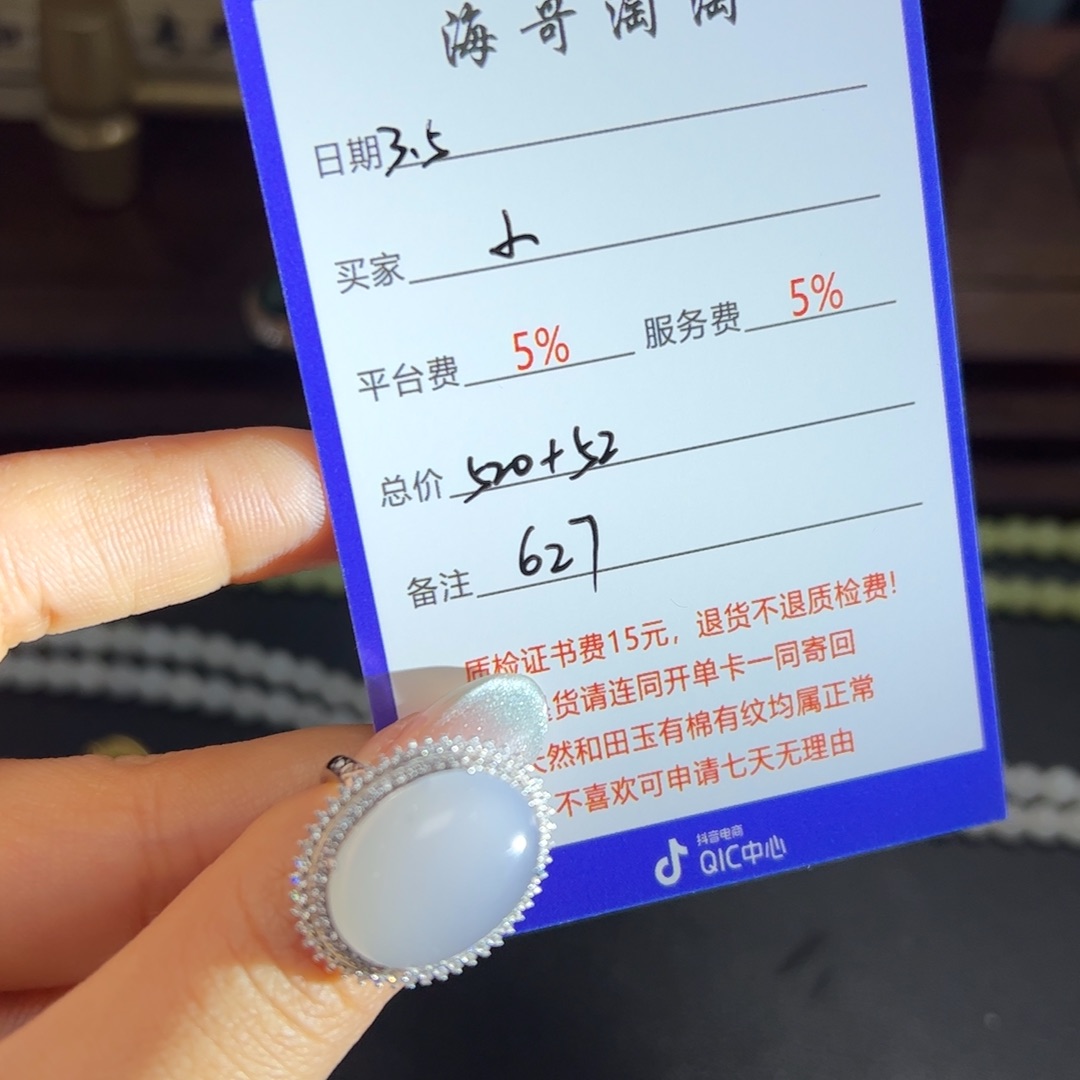 海哥淘淘
日期 3.5
买家 小
平台费 5% 服务费 5%
总价 520+52
备注 627
质检证书费15元，退货不退质检费!
货请连同开单卡一同寄回
天然和田玉有棉有纹均属正常
不喜欢可申请七天无理由
抖音电商
QIC中心